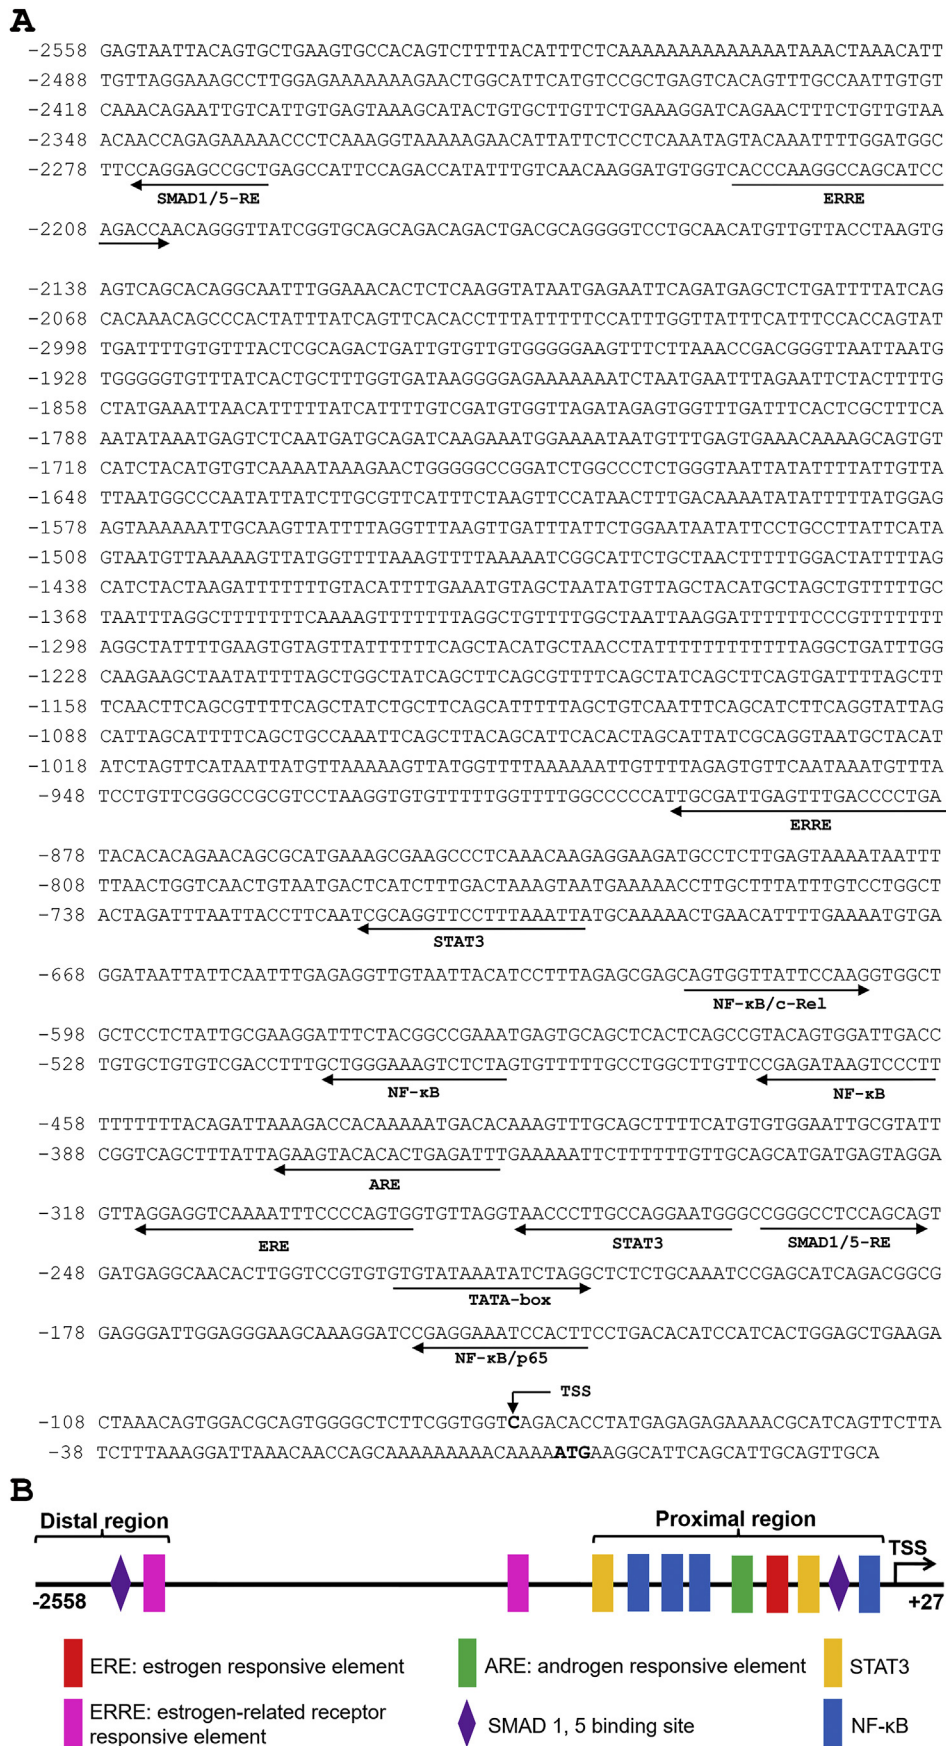 A
-2558 GAGTAATTACAGTGCTGAAGTGCCACAGTCTTTTACATTTCTCAAAAAAAAAAAAAAATAAACTAAACATT
-2488 TGTTAGGAAAGCCTTGGAGAAAAAAAGAACTGGCATTCATGTCCGCTGAGTCACAGTTTGCCAATTGTGT
-2418 CAAACAGAATTGTCATTGTGAGTAAAGCATACTGTGCTTGTTCTGAAAGGATCAGAACTTTCTGTTGTAA
-2348 ACAACCAGAGAAAAACCCTCAAAGGTAAAAAGAACATTATTCTCCTCAAATAGTACAAATTTTGGATGGC
-2278 TTCCAGGAGCCGCTGAGCCATTCCAGACCATATTTGTCAACAAGGATGTGGTCACCCAAGGCCAGCATCC
SMAD1/5-RE ERRE
-2208 AGACCAACAGGGTTATCGGTGCAGCAGACAGACTGACGCAGGGGTCCTGCAACATGTTGTTACCTAAGTG
-2138 AGTCAGCACAGGCAATTTGGAAACACTCTCAAGGTATAATGAGAATTCAGATGAGCTCTGATTTTATCAG
-2068 CACAAACAGCCCACTATTTATCAGTTCACACCTTTATTTTTCCATTTGGTTATTTCATTTCCACCAGTAT
-2998 TGATTTTGTGTTTACTCGCAGACTGATTGTGTTGTGGGGGAAGTTTCTTAAACCGACGGGTTAATTAATG
-1928 TGGGGGTGTTTATCACTGCTTTGGTGATAAGGGGAGAAAAAAATCTAATGAATTTAGAATTCTACTTTTG
-1858 CTATGAAATTAACATTTTTATCATTTTGTCGATGTGGTTAGATAGAGTGGTTTGATTTCACTCGCTTTCA
-1788 AATATAAATGAGTCTCAATGATGCAGATCAAGAAATGGAAAATAATGTTTGAGTGAAACAAAAGCAGTGT
-1718 CATCTACATGTGTCAAAATAAAGAACTGGGGGCCGGATCTGGCCCTCTGGGTAATTATATTTTATTGTTA
-1648 TTAATGGCCCAATATTATCTTGCGTTCATTTCTAAGTTCCATAACTTTGACAAAATATATTTTTATGGAG
-1578 AGTAAAAAATTGCAAGTTATTTTAGGTTTAAGTTGATTTATTCTGGAATAATATTCCTGCCTTATTCATA
-1508 GTAATGTTAAAAAGTTATGGTTTTAAAGTTTTAAAAATCGGCATTCTGCTAACTTTTTGGACTATTTTAG
-1438 CATCTACTAAGATTTTTTTGTACATTTTGAAATGTAGCTAATATGTTAGCTACATGCTAGCTGTTTTTGC
-1368 TAATTTAGGCTTTTTTTCAAAAGTTTTTTTAGGCTGTTTTGGCTAATTAAGGATTTTTTCCCGTTTTTTT
-1298 AGGCTATTTTGAAGTGTAGTTATTTTTTCAGCTACATGCTAACCTATTTTTTTTTTTTAGGCTGATTTGG
-1228 CAAGAAGCTAATATTTTAGCTGGCTATCAGCTTCAGCGTTTTCAGCTATCAGCTTCAGTGATTTTAGCTT
-1158 TCAACTTCAGCGTTTTCAGCTATCTGCTTCAGCATTTTTAGCTGTCAATTTCAGCATCTTCAGGTATTAG
-1088 CATTAGCATTTTCAGCTGCCAAATTCAGCTTACAGCATTCACACTAGCATTATCGCAGGTAATGCTACAT
-1018 ATCTAGTTCATAATTATGTTAAAAAGTTATGGTTTTAAAAAATTGTTTTAGAGTGTTCAATAAATGTTTA
-948 TCCTGTTCGGGCCGCGTCCTAAGGTGTGTTTTTGGTTTTGGCCCCCATTGCGATTGAGTTTGACCCCTGA
ERRE
-878 TACACACAGAACAGCGCATGAAAGCGAAGCCCTCAAACAAGAGGAAGATGCCTCTTGAGTAAAATAATTT
-808 TTAACTGGTCAACTGTAATGACTCATCTTTGACTAAAGTAATGAAAAACCTTGCTTTATTTGTCCTGGCT
-738 ACTAGATTTAATTACCTTCAATCGCAGGTTCCTTTAAATTATGCAAAAACTGAACATTTTGAAAATGTGA
STAT3
-668 GGATAATTATTCAATTTGAGAGGTTGTAATTACATCCTTTAGAGCGAGCAGTGGTTATTCCAAGGTGGCT
NF-κB/c-Rel
-598 GCTCCTCTATTGCGAAGGATTTCTACGGCCGAAATGAGTGCAGCTCACTCAGCCGTACAGTGGATTGACC
-528 TGTGCTGTGTCGACCTTTGCTGGGAAAGTCTCTAGTGTTTTTGCCTGGCTTGTTCCGAGATAAGTCCCTT
NF-κB NF-κB
-458 TTTTTTTACAGATTAAAGACCACAAAAATGACACAAAGTTTGCAGCTTTTCATGTGTGGAATTGCGTATT
-388 CGGTCAGCTTTATTAGAAGTACACACTGAGATTTGAAAAATTCTTTTTTGTTGCAGCATGATGAGTAGGA
ARE
-318 GTTAGGAGGTCAAAATTTCCCCAGTGGTGTTAGGTAACCCTTGCCAGGAATGGGCCGGGCCTCCAGCAGT
ERE STAT3 SMAD1/5-RE
-248 GATGAGGCAACACTTGGTCCGTGTGTGTATAAATATCTAGGCTCTCTGCAAATCCGAGCATCAGACGGCG
TATA-box
-178 GAGGGATTGGAGGGAAGCAAAGGATCCGAGGAAATCCACTTCCTGACACATCCATCACTGGAGCTGAAGA
NF-κB/p65
TSS
-108 CTAAACAGTGGACGCAGTGGGGCTCTTCGGTGGTCAGACACCTATGAGAGAGAAAACGCATCAGTTCTTA
-38 TCTTTAAAGGATTAAACAACCAGCAAAAAAAAACAAAAATGAAGGCATTCAGCATTGCAGTTGCA
B
Distal region Proximal region
TSS
-2558 +27
ERE: estrogen responsive element
ARE: androgen responsive element
STAT3
ERRE: estrogen-related receptor
responsive element
SMAD 1, 5 binding site
NF-κB